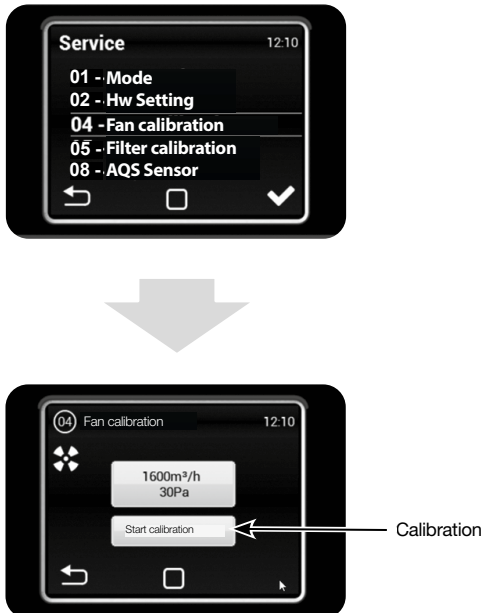 Service 12:10
01 - Mode
02 - Hw Setting
04 - Fan calibration
05 - Filter calibration
08 - AQS Sensor
04 Fan calibration 12:10
1600m³/h
30Pa
Start calibration
Calibration